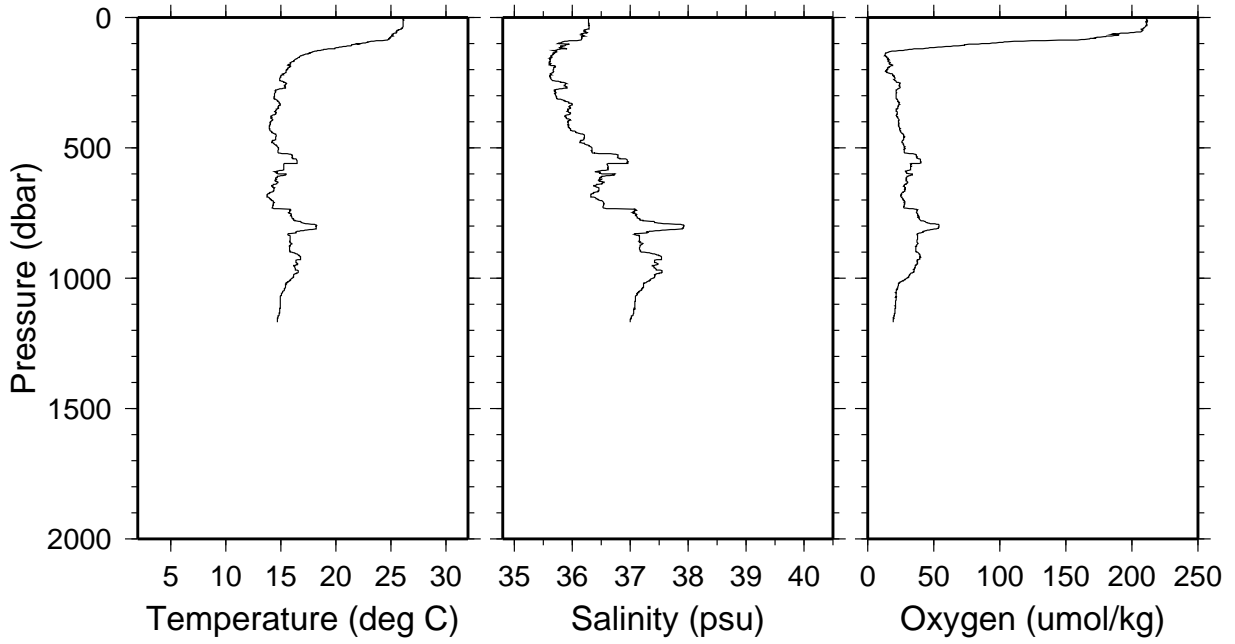 0
500
1000
1500
2000
Pressure (dbar)
5 10 15 20 25 30
Temperature (deg C)
35 36 37 38 39 40
Salinity (psu)
0 50 100 150 200 250
Oxygen (umol/kg)